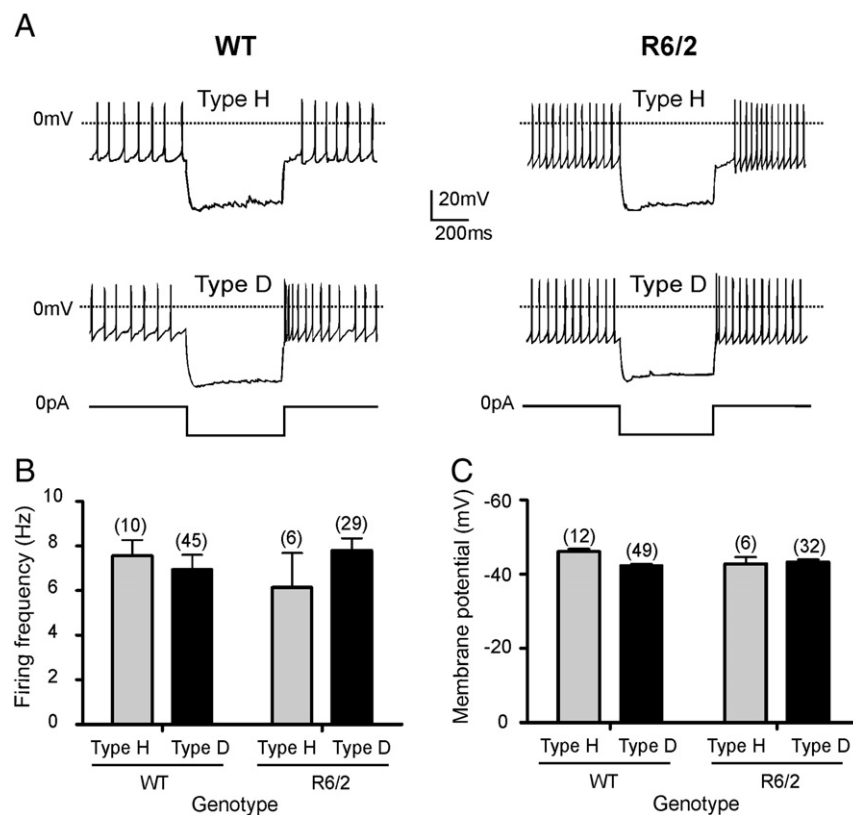 A
WT
R6/2
Type H
Type H
0mV
20mV
200ms
Type D
Type D
0mV
0pA
0pA
B
C
10
8
6
4
2
0
Firing frequency (Hz)
(10)
(45)
(6)
(29)
Type H Type D Type H Type D
WT R6/2
Genotype
-60
-40
-20
0
Membrane potential (mV)
(12)
(49)
(6)
(32)
Type H Type D Type H Type D
WT R6/2
Genotype